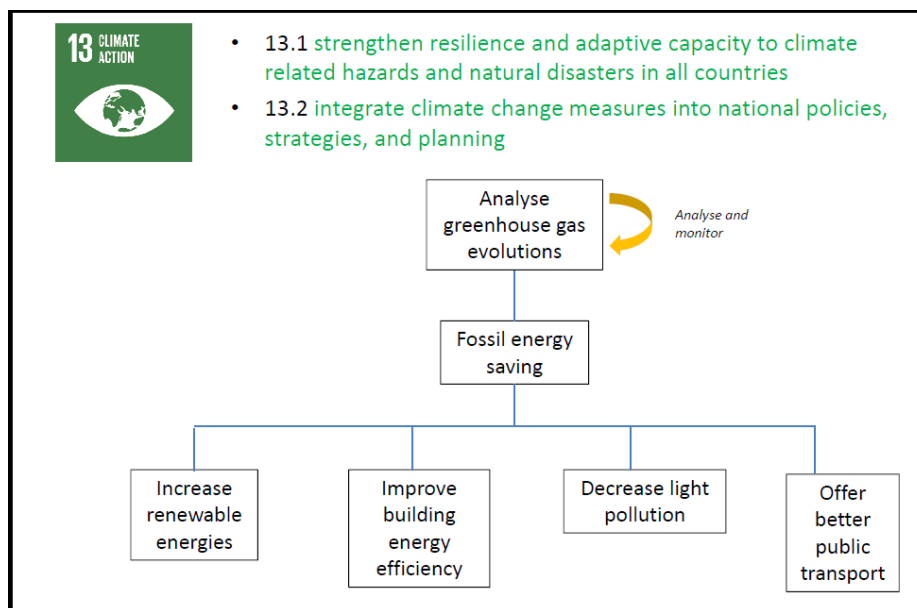 13 CLIMATE
ACTION
• 13.1 strengthen resilience and adaptive capacity to climate
related hazards and natural disasters in all countries
• 13.2 integrate climate change measures into national policies,
strategies, and planning
Analyse
greenhouse gas
evolutions
Analyse and
monitor
Fossil energy
saving
Increase
renewable
energies
Improve
building
energy
efficiency
Decrease light
pollution
Offer
better
public
transport